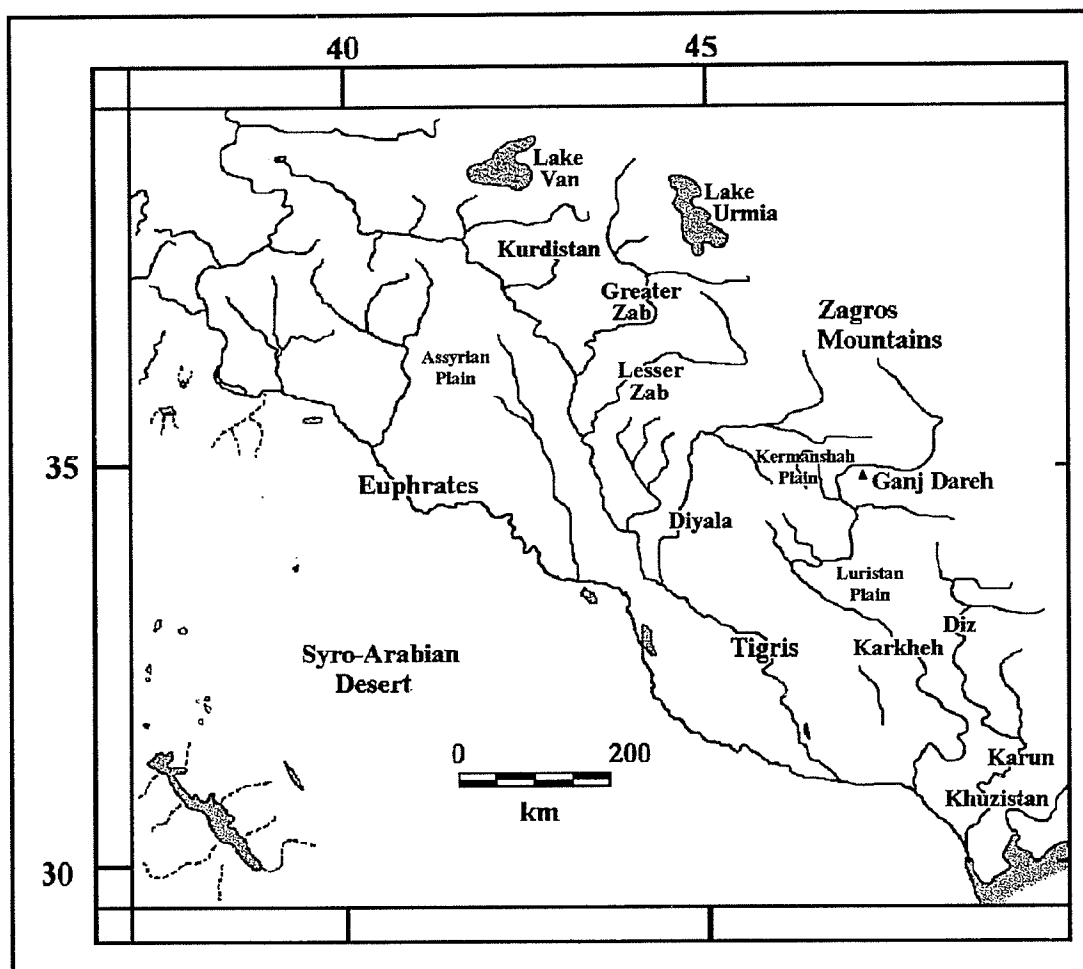 40 45
Lake
Van
Lake
Urmia
Kurdistan
Greater
Zab
Zagros
Mountains
Assyrian
Plain
Lesser
Zab
35
Kermanshah
Plain
Ganj Dareh
Euphrates
Diyala
Luristan
Plain
Diz
Syro-Arabian
Desert
Tigris
Karkheh
0 200
km
Karun
Khuzistan
30